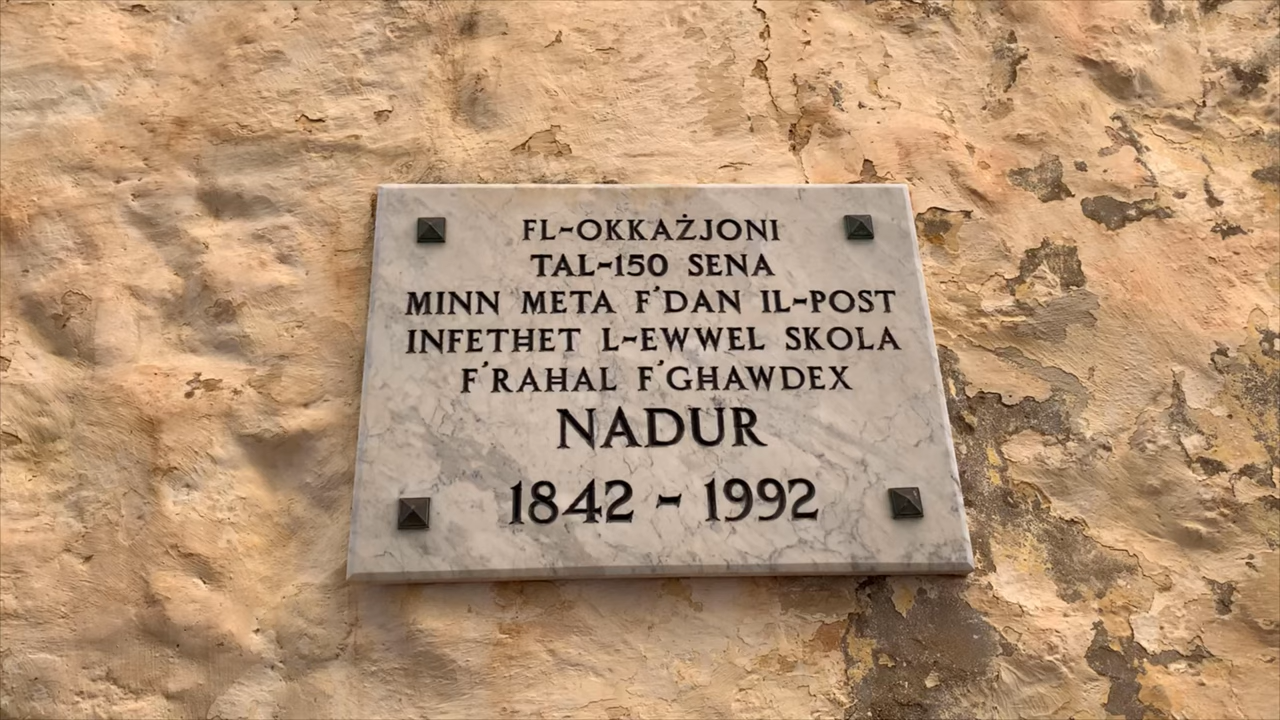 FL-OKKAŻJONI
TAL-150 SENA
MINN META F'DAN IL-POST
INFETHET L-EWWEL SKOLA
F'RAHAL F'GHAWDEX
NADUR
1842 - 1992